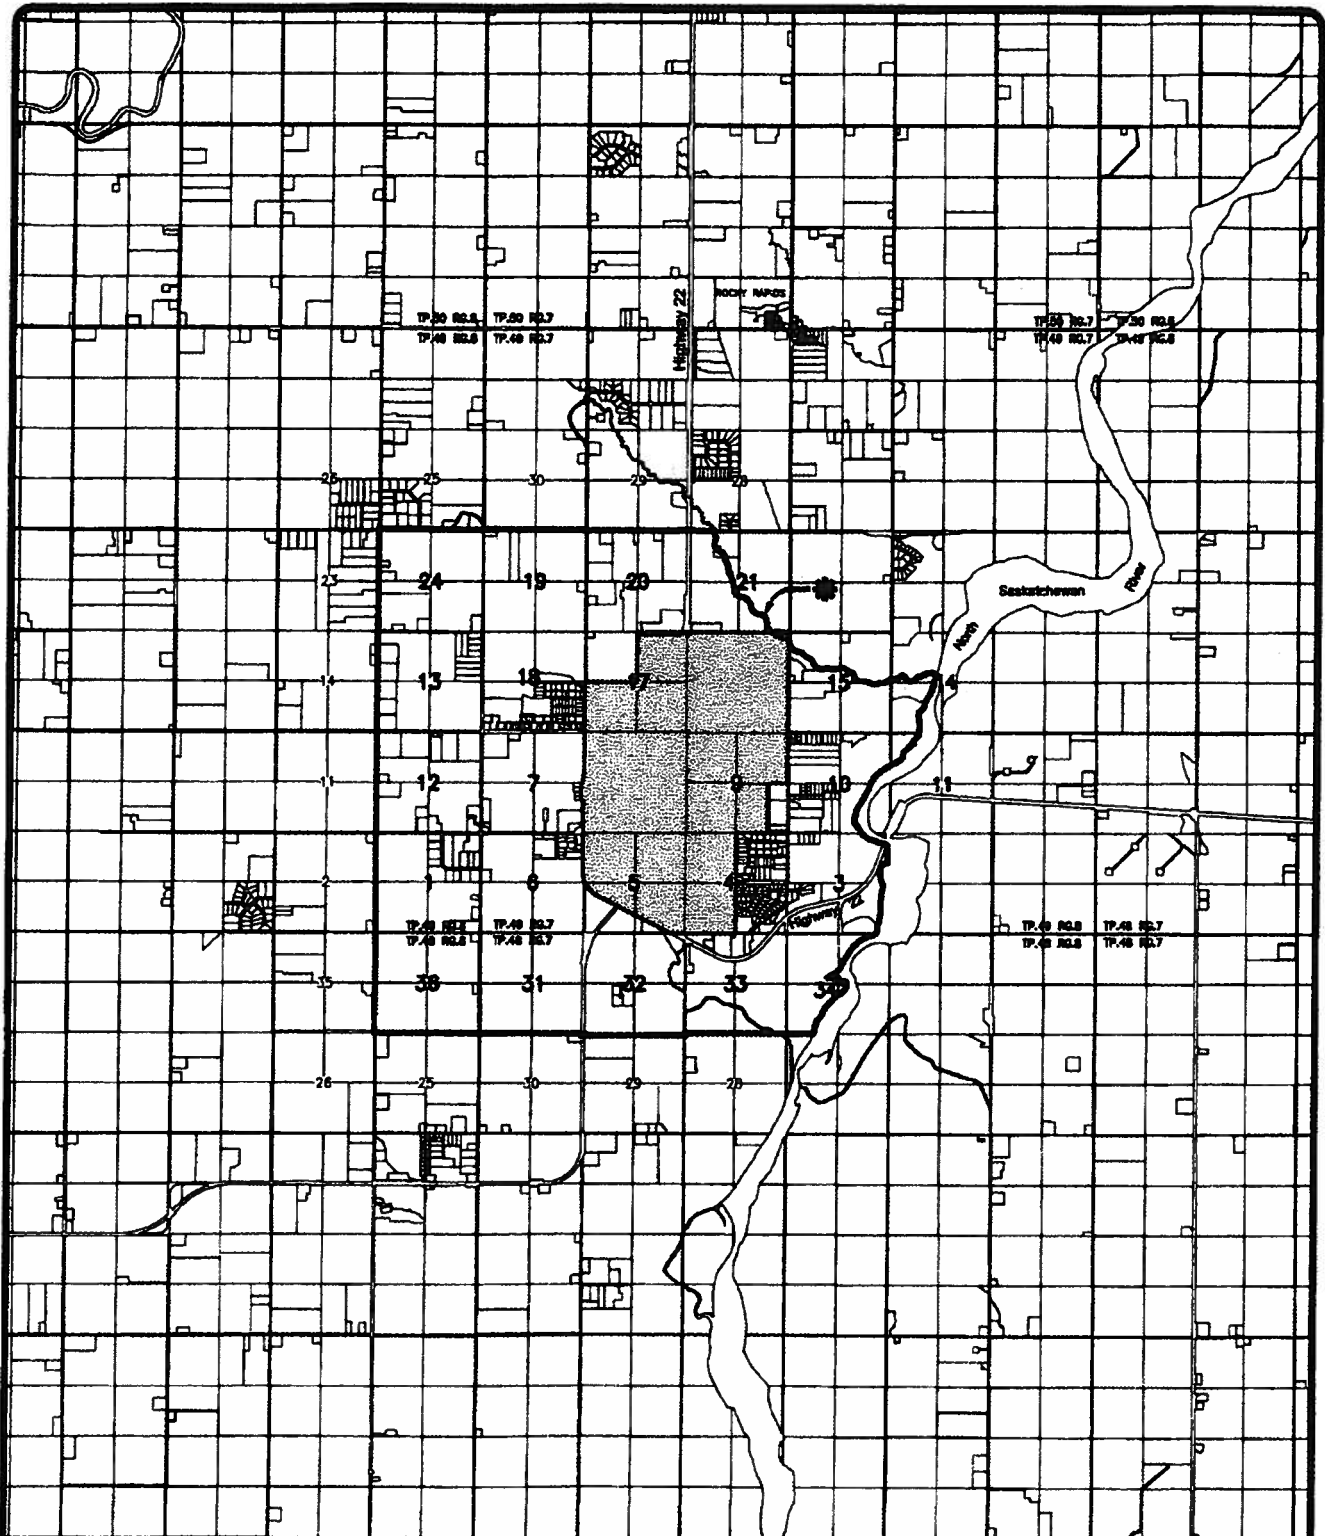 ROCKY RAPIDS
Highway 22
TP.50 RG.8 TP.50 RG.7
TP.49 RG.8 TP.49 RG.7
TP.50 RG.7 TP.50 RG.6
TP.49 RG.7 TP.49 RG.6
26 25 30 29 28
23 24 19 20 21
Saskatchewan
River
North
14 13 18 17 15 14
11 12 7 9 10 11
2 1 6 5 4 3
Highway 22
TP.49 RG.8 TP.49 RG.7
TP.48 RG.8 TP.48 RG.7
TP.49 RG.8 TP.49 RG.7
TP.48 RG.8 TP.48 RG.7
35 36 31 32 33 34
26 25 30 29 28